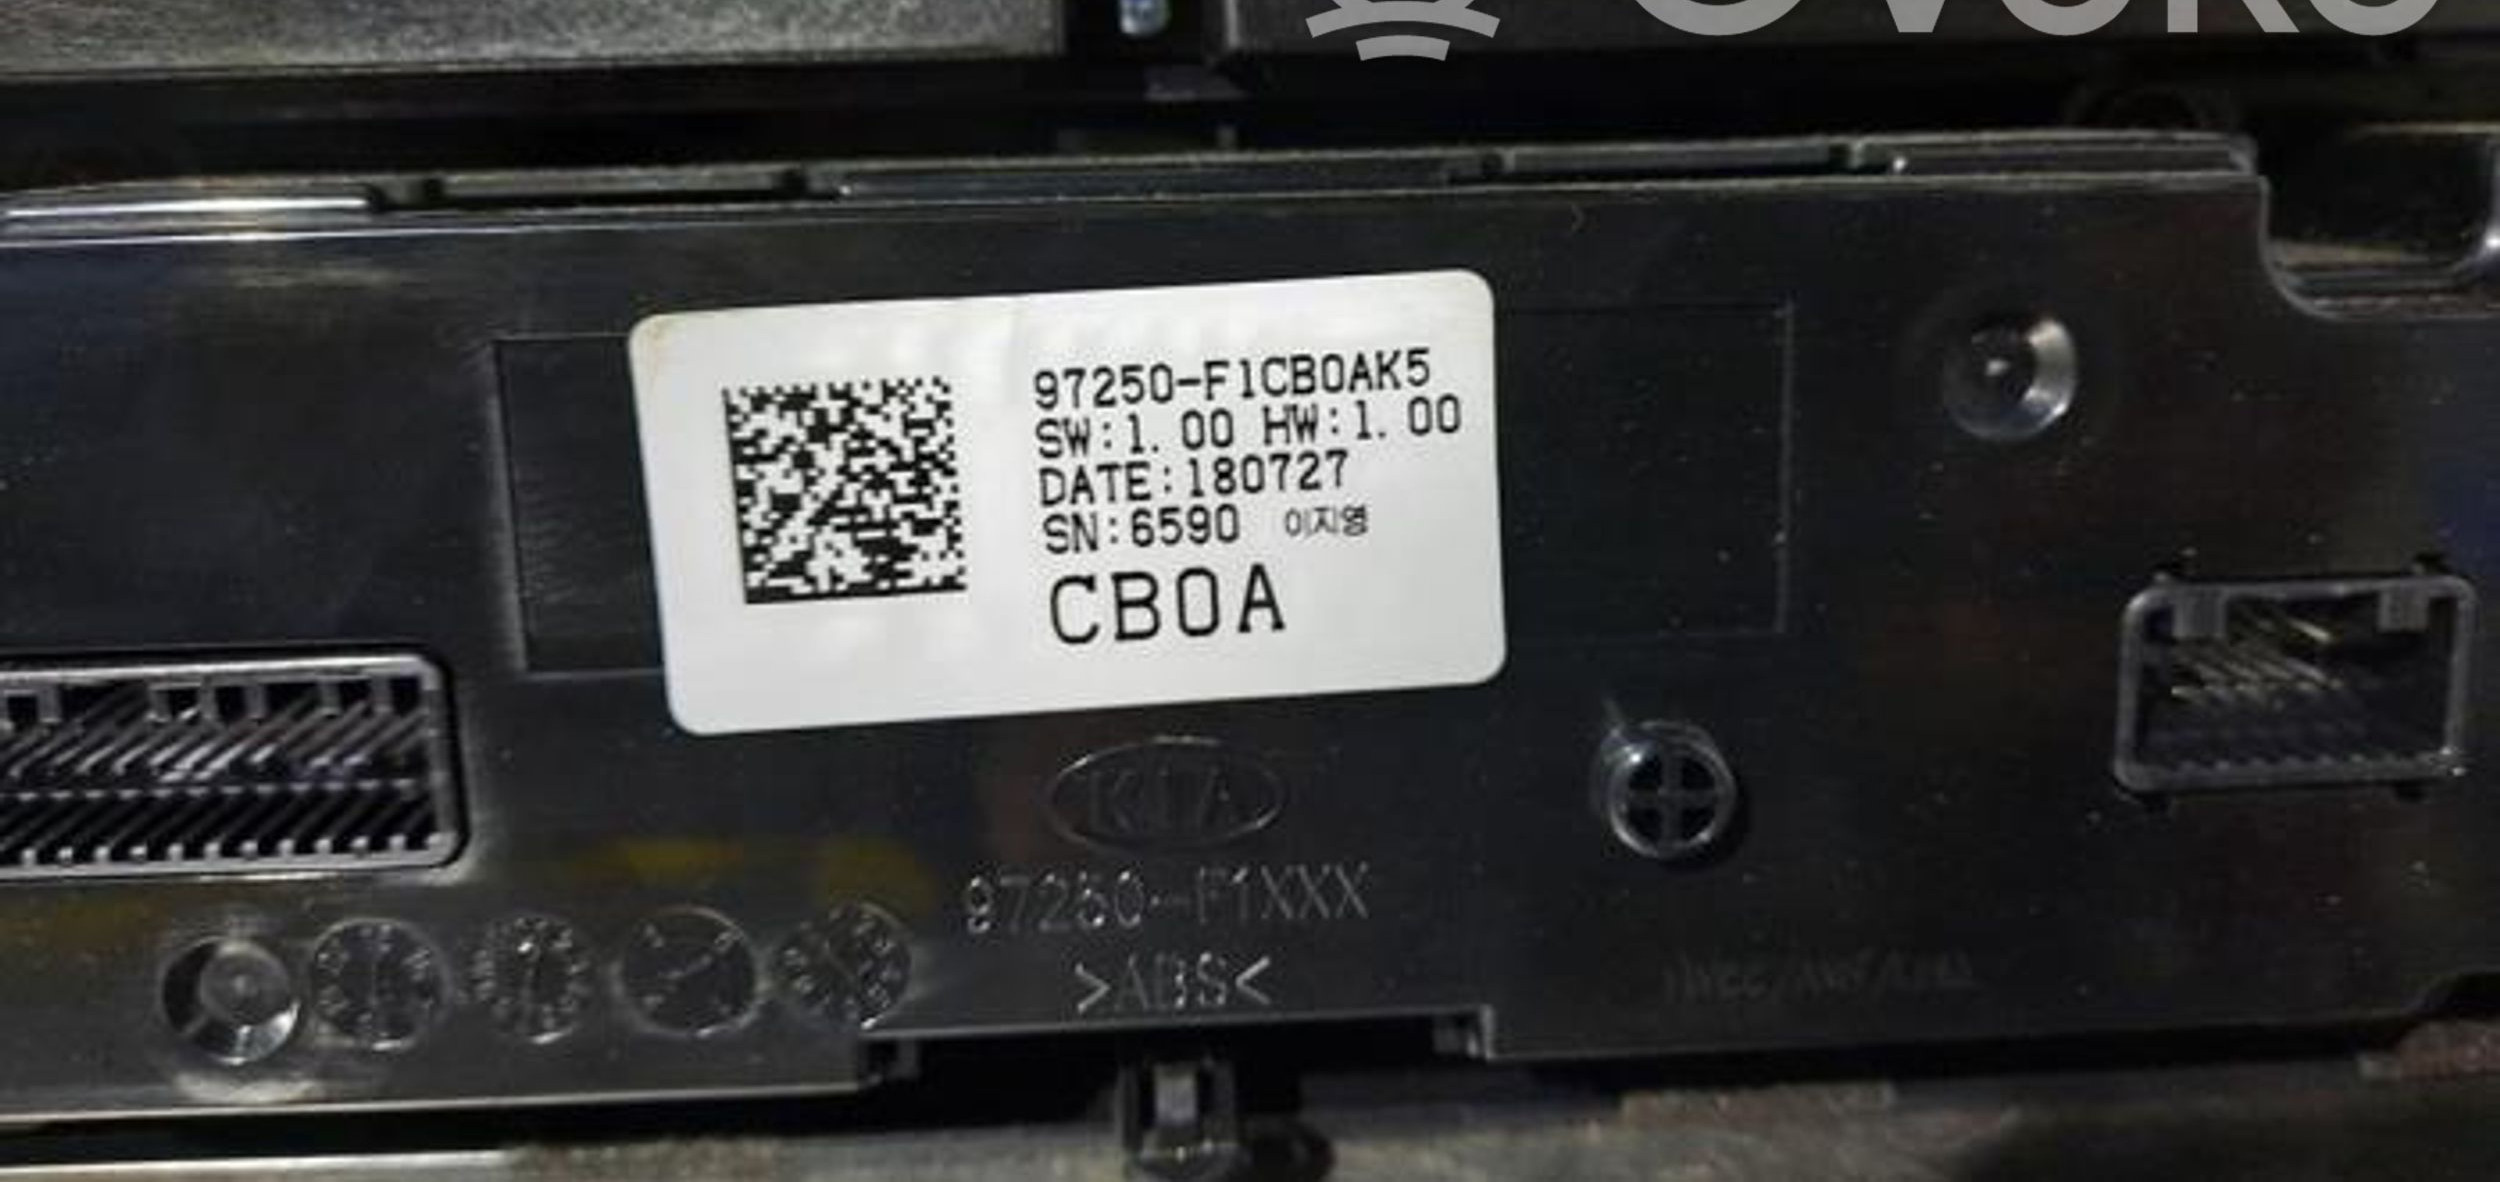 97250-F1CB0AK5
SW:1.00 HW:1.00
DATE:180727
SN:6590 이지영
CB0A
KIA
97250-F1XXX
>ABS<